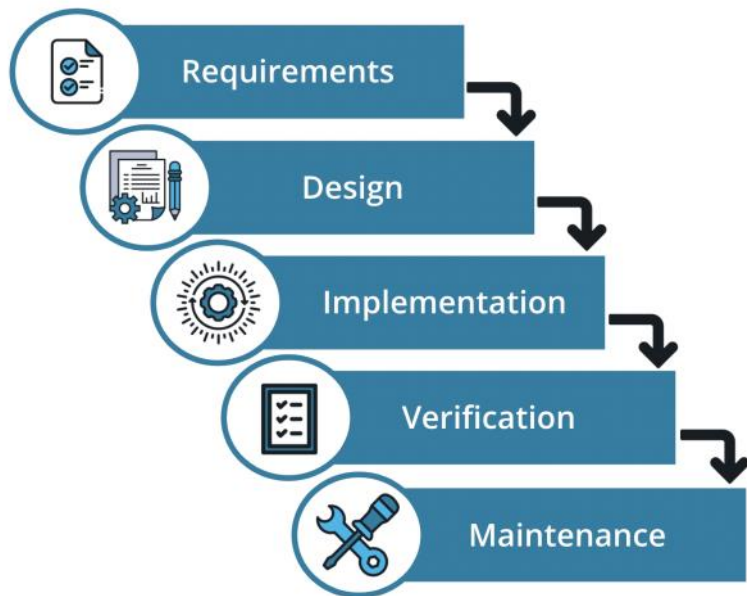 Requirements
Design
Implementation
Verification
Maintenance